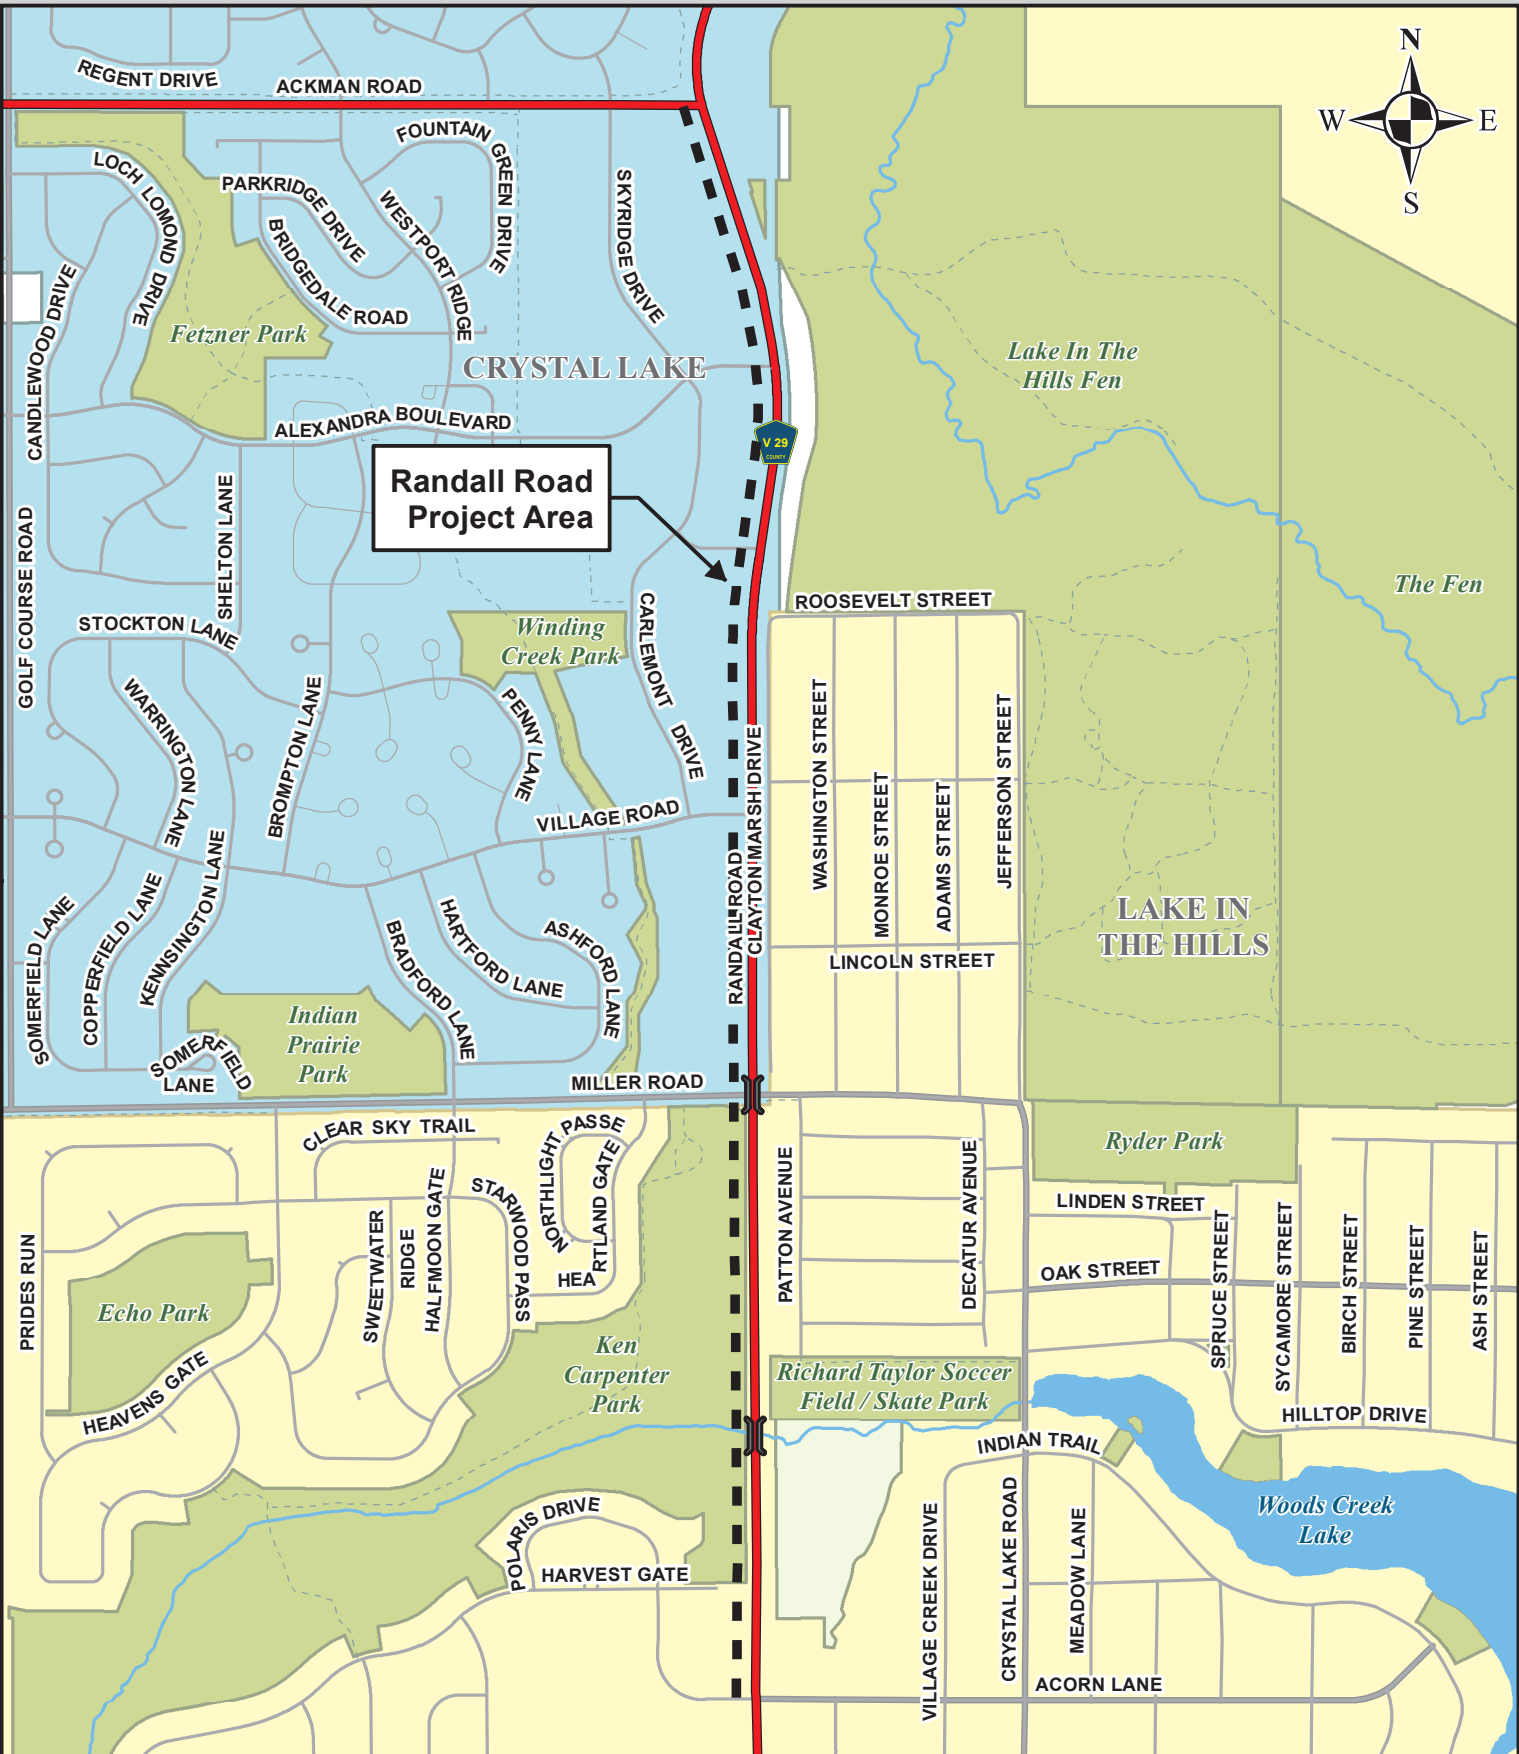 REGENT DRIVE
ACKMAN ROAD
N
W
E
S
FOUNTAIN
GREEN DRIVE
LOCH LOMOND DRIVE
PARKRIDGE DRIVE
WESTPORT RIDGE
SKYRIDGE DRIVE
BRIDGEDALE ROAD
CANDLEWOOD DRIVE
Fetzner Park
CRYSTAL LAKE
Lake In The
Hills Fen
ALEXANDRA BOULEVARD
V 29
COUNTY
Randall Road
Project Area
GOLF COURSE ROAD
SHELTON LANE
The Fen
ROOSEVELT STREET
STOCKTON LANE
Winding
Creek Park
CARLEMONT DRIVE
WARRINGTON LANE
BROMPTON LANE
PENNY LANE
CLAYTON MARSH DRIVE
RANDALL ROAD
WASHINGTON STREET
MONROE STREET
ADAMS STREET
JEFFERSON STREET
VILLAGE ROAD
SOMERFIELD LANE
COPPERFIELD LANE
KENNSINGTON LANE
BRADFORD LANE
HARTFORD LANE
ASHFORD LANE
LAKE IN
THE HILLS
LINCOLN STREET
Indian
Prairie
Park
SOMERFIELD
LANE
MILLER ROAD
CLEAR SKY TRAIL
NORTHLIGHT PASSE
HEARTLAND GATE
Ryder Park
PRIDES RUN
SWEETWATER
RIDGE
HALFMOON GATE
STARWOOD PASS
PATTON AVENUE
DECATUR AVENUE
LINDEN STREET
OAK STREET
SPRUCE STREET
SYCAMORE STREET
BIRCH STREET
PINE STREET
ASH STREET
Echo Park
HEAVENS GATE
Ken
Carpenter
Park
Richard Taylor Soccer
Field / Skate Park
HILLTOP DRIVE
INDIAN TRAIL
Woods Creek
Lake
POLARIS DRIVE
HARVEST GATE
VILLAGE CREEK DRIVE
CRYSTAL LAKE ROAD
MEADOW LANE
ACORN LANE